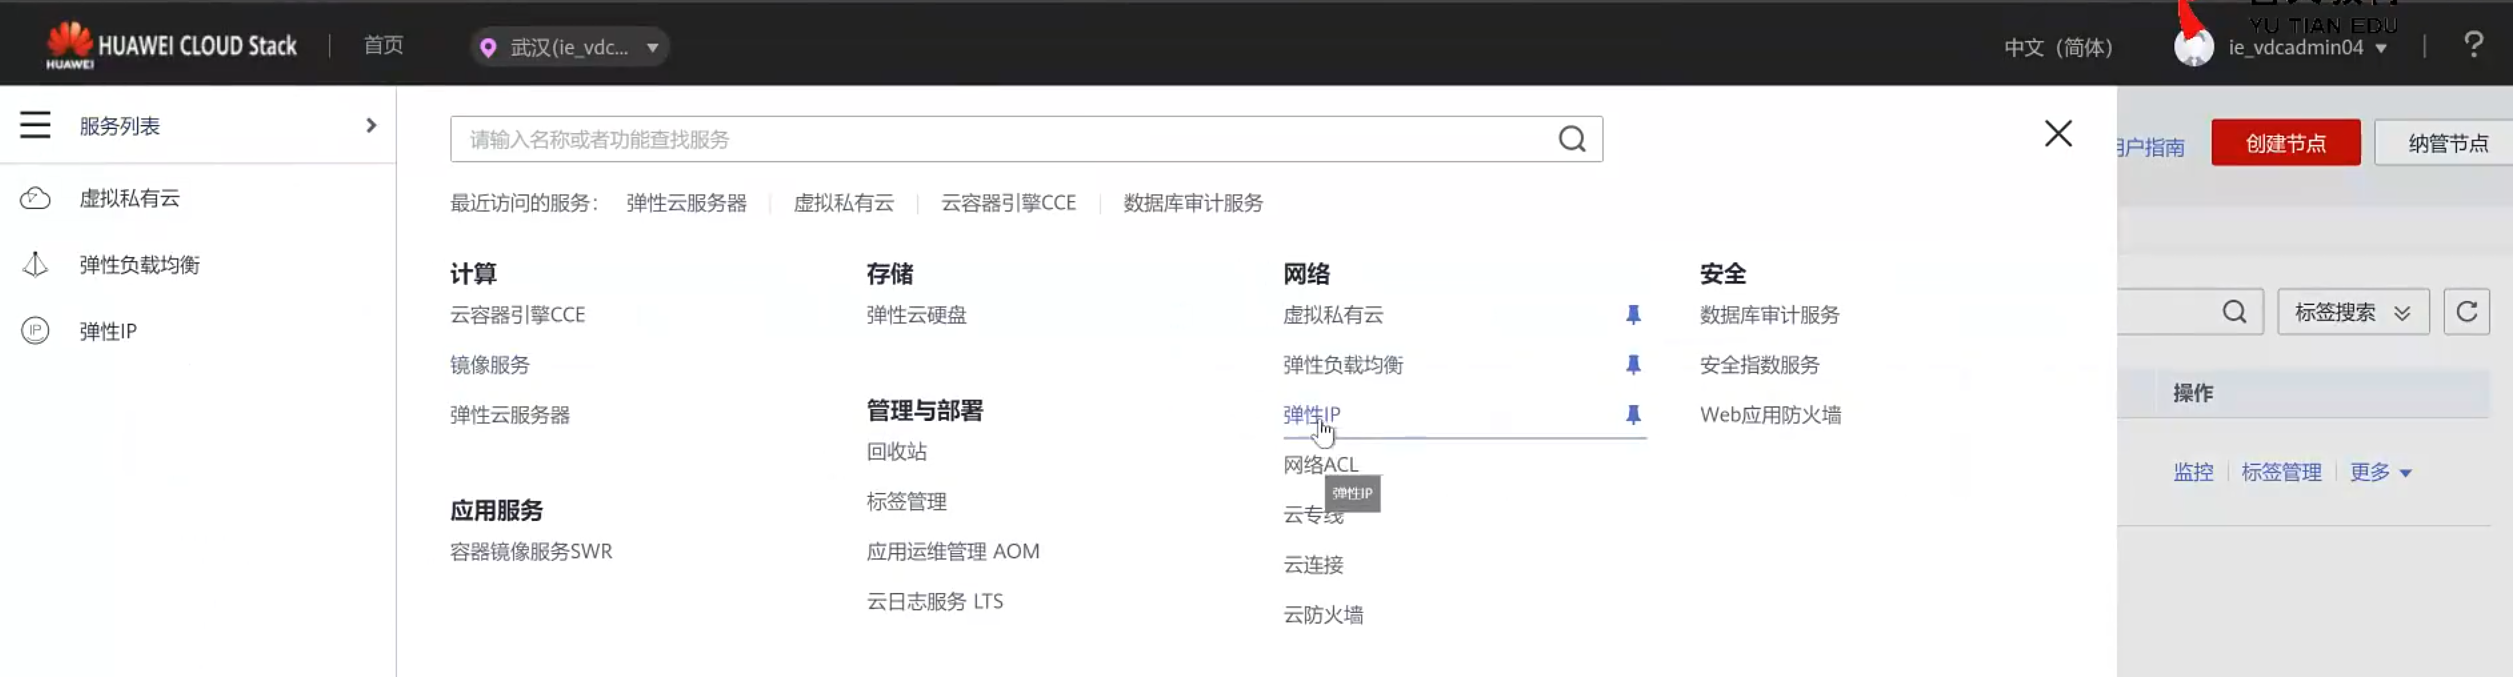 HUAWEI
HUAWEI CLOUD Stack
首页
武汉(ie_vdc...
中文 (简体)
YU TIAN EDU
ie_vdcadmin04
?
服务列表
虚拟私有云
弹性负载均衡
IP 弹性IP
请输入名称或者功能查找服务
最近访问的服务: 弹性云服务器 虚拟私有云 云容器引擎CCE 数据库审计服务
计算
云容器引擎CCE
镜像服务
弹性云服务器
应用服务
容器镜像服务SWR
存储
弹性云硬盘
管理与部署
回收站
标签管理
应用运维管理 AOM
云日志服务 LTS
网络
虚拟私有云
弹性负载均衡
弹性IP
网络ACL
弹性IP
云专线
云连接
云防火墙
安全
数据库审计服务
安全指数服务
Web应用防火墙
户指南
创建节点
纳管节点
标签搜索
操作
监控 标签管理 更多